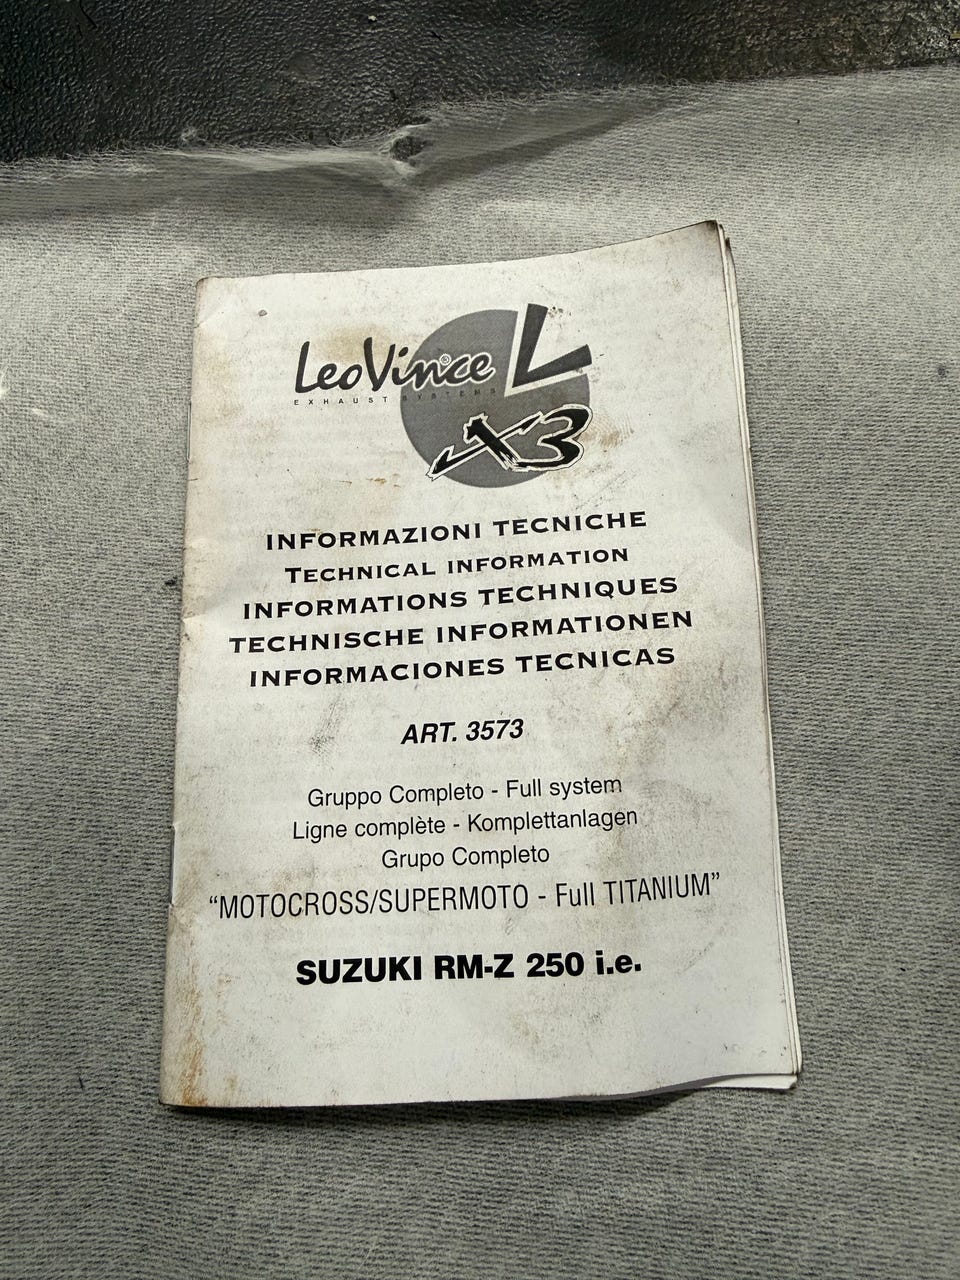 LeoVince®
EXHAUST SYSTEMS
X3
INFORMAZIONI TECNICHE
TECHNICAL INFORMATION
INFORMATIONS TECHNIQUES
TECHNISCHE INFORMATIONEN
INFORMACIONES TECNICAS
ART. 3573
Gruppo Completo - Full system
Ligne complète - Komplettanlagen
Grupo Completo
“MOTOCROSS/SUPERMOTO - Full TITANIUM”
SUZUKI RM-Z 250 i.e.